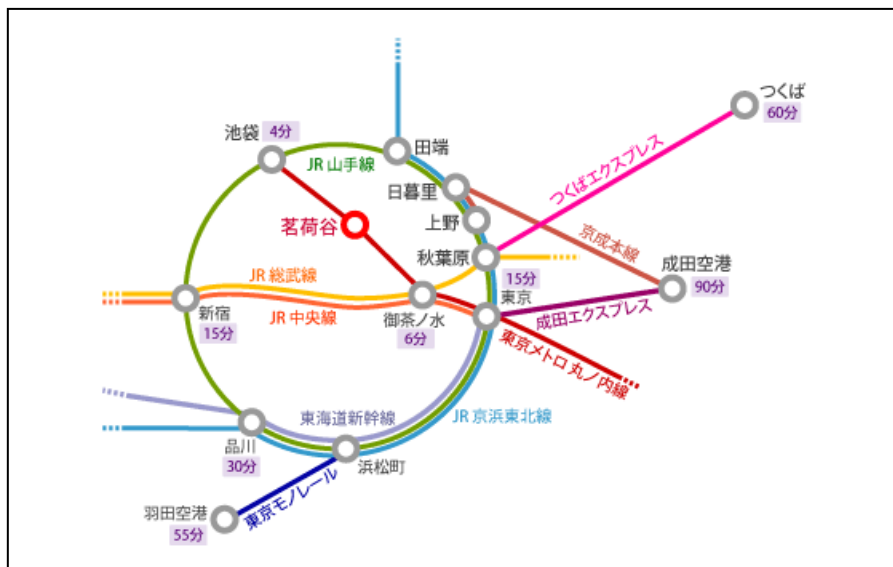 つくば
60分
池袋
4分
田端
JR 山手線
つくばエクスプレス
日暮里
茗荷谷
上野
京成本線
秋葉原
成田空港
90分
JR 総武線
15分
東京
新宿
15分
JR 中央線
御茶ノ水
6分
成田エクスプレス
東京メトロ 丸ノ内線
東海道新幹線
JR 京浜東北線
品川
30分
浜松町
羽田空港
55分
東京モノレール